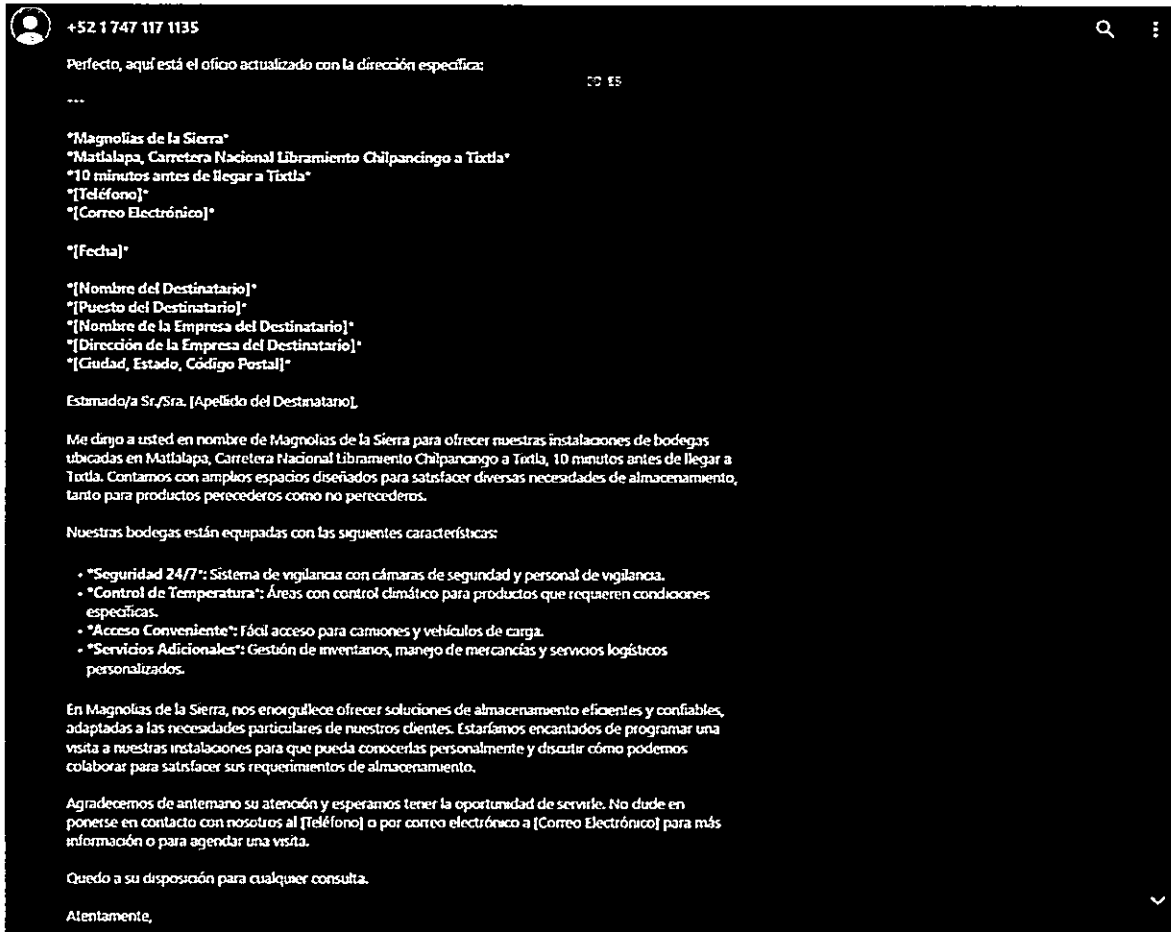 +52 1 747 117 1135
Perfecto, aquí está el oficio actualizado con la dirección específica:
---
*Magnolias de la Sierra*
*Matlalapa, Carretera Nacional Libramiento Chilpancingo a Tixtla*
*10 minutos antes de llegar a Tixtla*
*[Teléfono]*
*[Correo Electrónico]*
*[Fecha]*
*[Nombre del Destinatario]*
*[Puesto del Destinatario]*
*[Nombre de la Empresa del Destinatario]*
*[Dirección de la Empresa del Destinatario]*
*[Ciudad, Estado, Código Postal]*
Estimado/a Sr./Sra. [Apellido del Destinatario],
Me dirijo a usted en nombre de Magnolias de la Sierra para ofrecer nuestras instalaciones de bodegas
ubicadas en Matlalapa, Carretera Nacional Libramiento Chilpancingo a Tixtla, 10 minutos antes de llegar a
Tixtla. Contamos con amplios espacios diseñados para satisfacer diversas necesidades de almacenamiento,
tanto para productos perecederos como no perecederos.
Nuestras bodegas están equipadas con las siguientes características:
• *Seguridad 24/7*: Sistema de vigilancia con cámaras de seguridad y personal de vigilancia.
• *Control de Temperatura*: Áreas con control climático para productos que requieren condiciones
específicas.
• *Acceso Conveniente*: Fácil acceso para camiones y vehículos de carga.
• *Servicios Adicionales*: Gestión de inventarios, manejo de mercancías y servicios logísticos
personalizados.
En Magnolias de la Sierra, nos enorgullece ofrecer soluciones de almacenamiento eficientes y confiables,
adaptadas a las necesidades particulares de nuestros clientes. Estaríamos encantados de programar una
visita a nuestras instalaciones para que pueda conocerlas personalmente y discutir cómo podemos
colaborar para satisfacer sus requerimientos de almacenamiento.
Agradecemos de antemano su atención y esperamos tener la oportunidad de servirle. No dude en
ponerse en contacto con nosotros al [Teléfono] o por correo electrónico a [Correo Electrónico] para más
información o para agendar una visita.
Quedo a su disposición para cualquier consulta.
Atentamente,